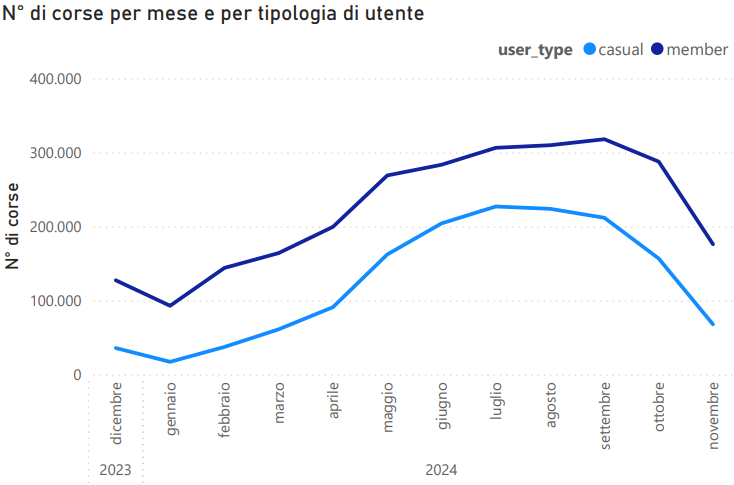 N° di corse per mese e per tipologia di utente
user_type casual member
400.000
300.000
200.000
100.000
0
N° di corse
dicembre gennaio febbraio marzo aprile maggio giugno luglio agosto settembre ottobre novembre
2023 2024